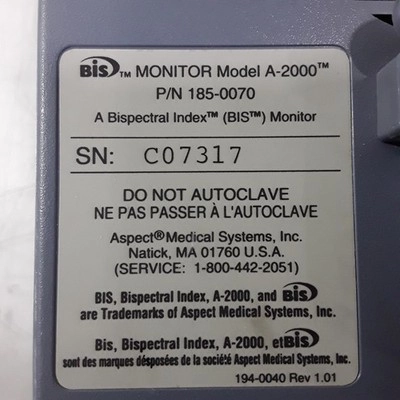 BIS™ MONITOR Model A-2000™
P/N 185-0070
A Bispectral Index™ (BIS™) Monitor
SN: C07317
DO NOT AUTOCLAVE
NE PAS PASSER À L'AUTOCLAVE
Aspect® Medical Systems, Inc.
Natick, MA 01760 U.S.A.
(SERVICE: 1-800-442-2051)
BIS, Bispectral Index, A-2000, and BIS
are Trademarks of Aspect Medical Systems, Inc.
Bis, Bispectral Index, A-2000, et BIS
sont des marques désposées de la société Aspect Medical Systems, Inc.
194-0040 Rev 1.01